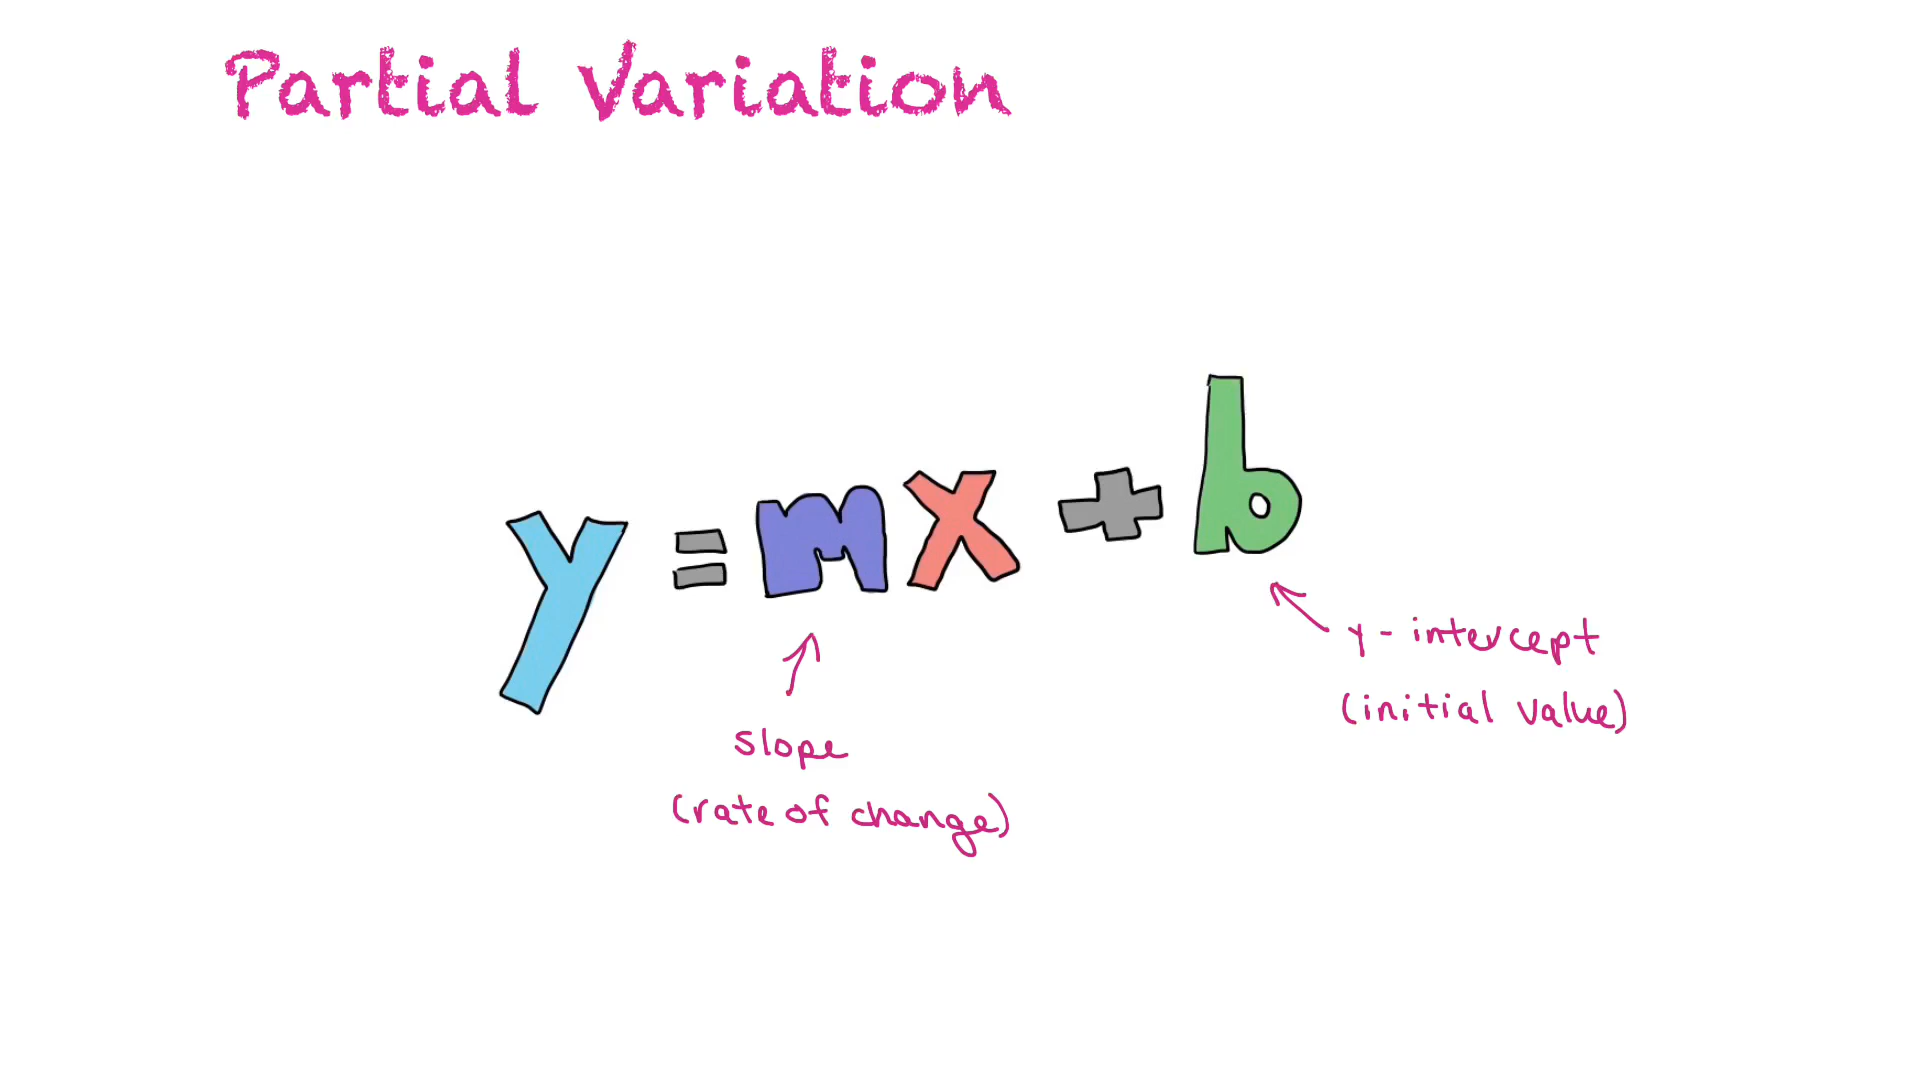 Partial Variation
y = mx + b
y-intercept
(initial value)
slope
(rate of change)